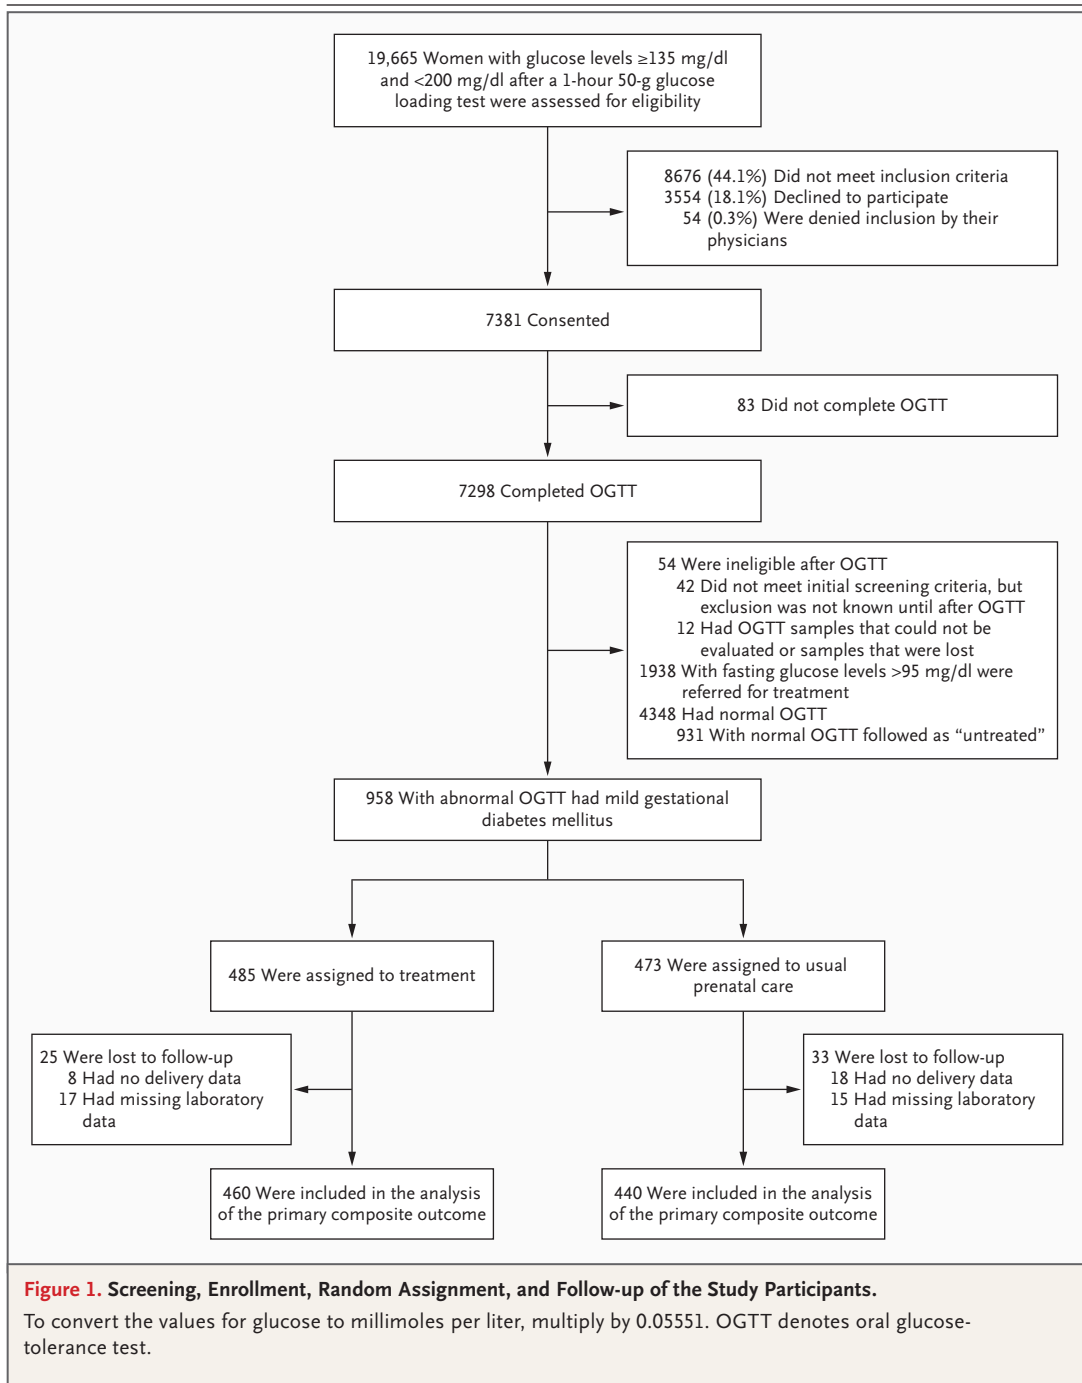 19,665 Women with glucose levels ≥135 mg/dl
and <200 mg/dl after a 1-hour 50-g glucose
loading test were assessed for eligibility
8676 (44.1%) Did not meet inclusion criteria
3554 (18.1%) Declined to participate
54 (0.3%) Were denied inclusion by their
physicians
7381 Consented
83 Did not complete OGTT
7298 Completed OGTT
54 Were ineligible after OGTT
42 Did not meet initial screening criteria, but
exclusion was not known until after OGTT
12 Had OGTT samples that could not be
evaluated or samples that were lost
1938 With fasting glucose levels >95 mg/dl were
referred for treatment
4348 Had normal OGTT
931 With normal OGTT followed as “untreated”
958 With abnormal OGTT had mild gestational
diabetes mellitus
485 Were assigned to treatment
473 Were assigned to usual
prenatal care
25 Were lost to follow-up
8 Had no delivery data
17 Had missing laboratory
data
33 Were lost to follow-up
18 Had no delivery data
15 Had missing laboratory
data
460 Were included in the analysis
of the primary composite outcome
440 Were included in the analysis
of the primary composite outcome
Figure 1. Screening, Enrollment, Random Assignment, and Follow-up of the Study Participants.
To convert the values for glucose to millimoles per liter, multiply by 0.05551. OGTT denotes oral glucose-
tolerance test.